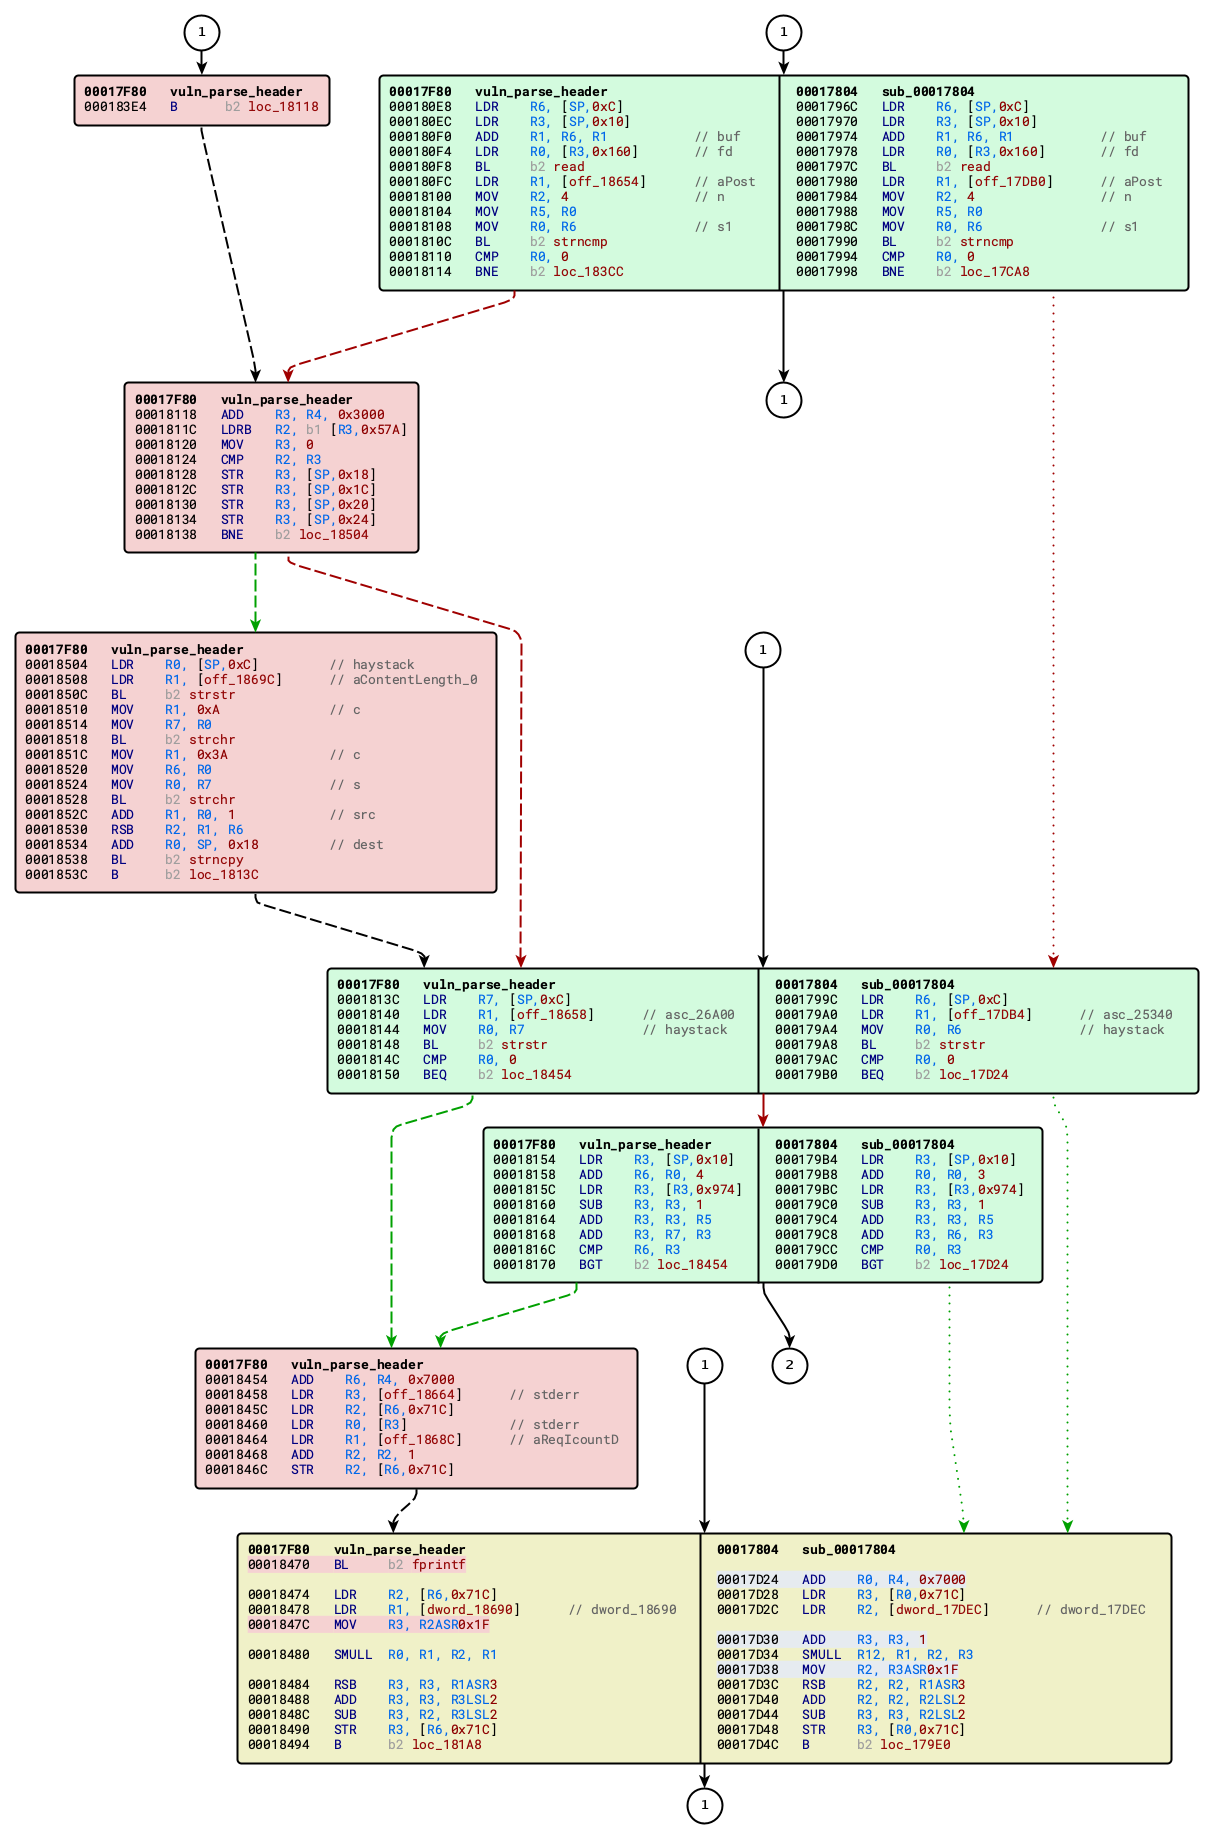 1
1
00017F80 vuln_parse_header
000183E4 B b2 loc_18118
00017F80 vuln_parse_header
000180E8 LDR R6, [SP,0xC]
000180EC LDR R3, [SP,0x10]
000180F0 ADD R1, R6, R1 // buf
000180F4 LDR R0, [R3,0x160] // fd
000180F8 BL b2 read
000180FC LDR R1, [off_18654] // aPost
00018100 MOV R2, 4 // n
00018104 MOV R5, R0
00018108 MOV R0, R6 // s1
0001810C BL b2 strncmp
00018110 CMP R0, 0
00018114 BNE b2 loc_183CC
00017804 sub_00017804
0001796C LDR R6, [SP,0xC]
00017970 LDR R3, [SP,0x10]
00017974 ADD R1, R6, R1 // buf
00017978 LDR R0, [R3,0x160] // fd
0001797C BL b2 read
00017980 LDR R1, [off_17DB0] // aPost
00017984 MOV R2, 4 // n
00017988 MOV R5, R0
0001798C MOV R0, R6 // s1
00017990 BL b2 strncmp
00017994 CMP R0, 0
00017998 BNE b2 loc_17CA8
1
00017F80 vuln_parse_header
00018118 ADD R3, R4, 0x3000
0001811C LDRB R2, b1 [R3,0x57A]
00018120 MOV R3, 0
00018124 CMP R2, R3
00018128 STR R3, [SP,0x18]
0001812C STR R3, [SP,0x1C]
00018130 STR R3, [SP,0x20]
00018134 STR R3, [SP,0x24]
00018138 BNE b2 loc_18504
00017F80 vuln_parse_header
00018504 LDR R0, [SP,0xC] // haystack
00018508 LDR R1, [off_1869C] // aContentLength_0
0001850C BL b2 strstr
00018510 MOV R1, 0xA // c
00018514 MOV R7, R0
00018518 BL b2 strchr
0001851C MOV R1, 0x3A // c
00018520 MOV R6, R0
00018524 MOV R0, R7 // s
00018528 BL b2 strchr
0001852C ADD R1, R0, 1 // src
00018530 RSB R2, R1, R6
00018534 ADD R0, SP, 0x18 // dest
00018538 BL b2 strncpy
0001853C B b2 loc_1813C
1
00017F80 vuln_parse_header
0001813C LDR R7, [SP,0xC]
00018140 LDR R1, [off_18658] // asc_26A00
00018144 MOV R0, R7 // haystack
00018148 BL b2 strstr
0001814C CMP R0, 0
00018150 BEQ b2 loc_18454
00017804 sub_00017804
0001799C LDR R6, [SP,0xC]
000179A0 LDR R1, [off_17DB4] // asc_25340
000179A4 MOV R0, R6 // haystack
000179A8 BL b2 strstr
000179AC CMP R0, 0
000179B0 BEQ b2 loc_17D24
00017F80 vuln_parse_header
00018154 LDR R3, [SP,0x10]
00018158 ADD R6, R0, 4
0001815C LDR R3, [R3,0x974]
00018160 SUB R3, R3, 1
00018164 ADD R3, R3, R5
00018168 ADD R3, R7, R3
0001816C CMP R6, R3
00018170 BGT b2 loc_18454
00017804 sub_00017804
000179B4 LDR R3, [SP,0x10]
000179B8 ADD R0, R0, 3
000179BC LDR R3, [R3,0x974]
000179C0 SUB R3, R3, 1
000179C4 ADD R3, R3, R5
000179C8 ADD R3, R6, R3
000179CC CMP R0, R3
000179D0 BGT b2 loc_17D24
00017F80 vuln_parse_header
00018454 ADD R6, R4, 0x7000
00018458 LDR R3, [off_18664] // stderr
0001845C LDR R2, [R6,0x71C]
00018460 LDR R0, [R3] // stderr
00018464 LDR R1, [off_1868C] // aReqIcountD
00018468 ADD R2, R2, 1
0001846C STR R2, [R6,0x71C]
1
2
00017F80 vuln_parse_header
00018470 BL b2 fprintf
00018474 LDR R2, [R6,0x71C]
00018478 LDR R1, [dword_18690] // dword_18690
0001847C MOV R3, R2ASR0x1F
00018480 SMULL R0, R1, R2, R1
00018484 RSB R3, R3, R1ASR3
00018488 ADD R3, R3, R3LSL2
0001848C SUB R3, R2, R3LSL2
00018490 STR R3, [R6,0x71C]
00018494 B b2 loc_181A8
00017804 sub_00017804
00017D24 ADD R0, R4, 0x7000
00017D28 LDR R3, [R0,0x71C]
00017D2C LDR R2, [dword_17DEC] // dword_17DEC
00017D30 ADD R3, R3, 1
00017D34 SMULL R12, R1, R2, R3
00017D38 MOV R2, R3ASR0x1F
00017D3C RSB R2, R2, R1ASR3
00017D40 ADD R2, R2, R2LSL2
00017D44 SUB R3, R3, R2LSL2
00017D48 STR R3, [R0,0x71C]
00017D4C B b2 loc_179E0
1